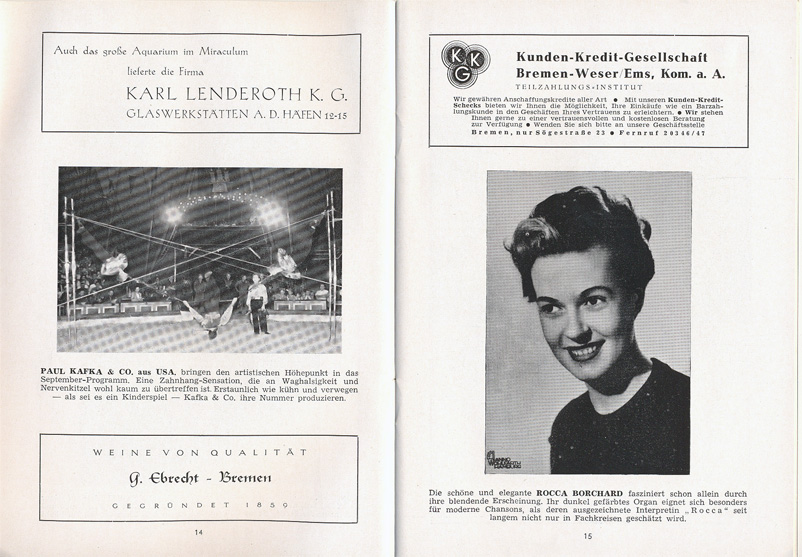 Auch das große Aquarium im Miraculum
lieferte die Firma
KARL LENDEROTH K. G.
GLASWERKSTÄTTEN A. D. HÄFEN 12-15
PAUL KAFKA & CO. aus USA, bringen den artistischen Höhepunkt in das
September-Programm. Eine Zahnhang-Sensation, die an Waghalsigkeit und
Nervenkitzel wohl kaum zu übertreffen ist. Erstaunlich wie kühn und verwegen
— als sei es ein Kinderspiel — Kafka & Co. ihre Nummer produzieren.
WEINE VON QUALITÄT
G. Ebrecht - Bremen
GEGRÜNDET 1859
14
KKG
Kunden-Kredit-Gesellschaft
Bremen-Weser/Ems, Kom. a. A.
TEILZAHLUNGS-INSTITUT
Wir gewähren Anschaffungskredite aller Art ● Mit unseren Kunden-Kredit-
Schecks bieten wir Ihnen die Möglichkeit, Ihre Einkäufe wie ein Barzah-
lungskunde in den Geschäften Ihres Vertrauens zu erleichtern. ● Wir stehen
Ihnen gerne zu einer vertrauensvollen und kostenlosen Beratung
zur Verfügung ● Wenden Sie sich bitte an unsere Geschäftsstelle
Bremen, nur Sögestraße 23 ● Fernruf 20346/47
Die schöne und elegante ROCCA BORCHARD fasziniert schon allein durch
ihre blendende Erscheinung. Ihr dunkel gefärbtes Organ eignet sich besonders
für moderne Chansons, als deren ausgezeichnete Interpretin „Rocca" seit
langem nicht nur in Fachkreisen geschätzt wird.
15